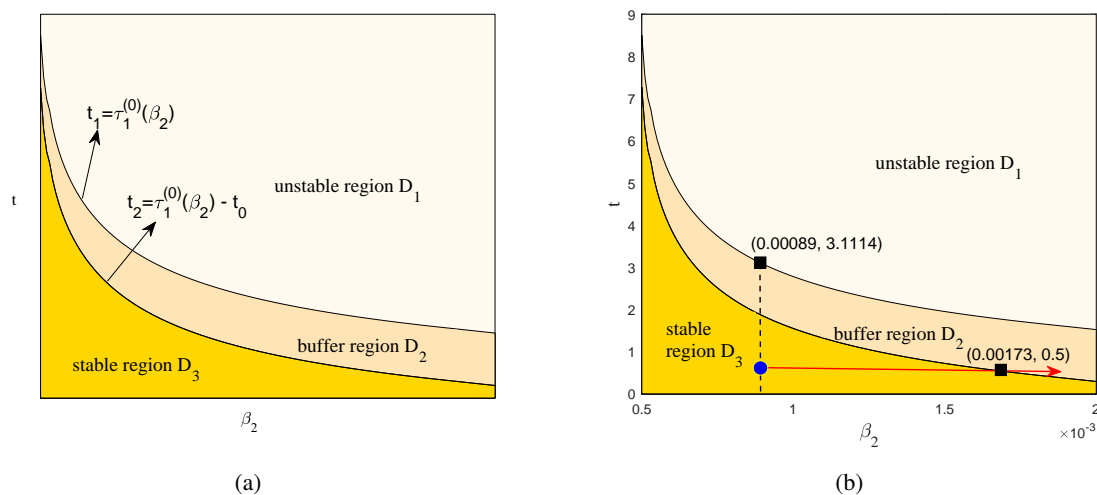 t₁=τ₁⁽⁰⁾(β₂)
t₂=τ₁⁽⁰⁾(β₂) - t₀
unstable region D₁
buffer region D₂
stable region D₃
t
β₂
(a)
9
8
7
6
5
4
3
2
1
0
t
unstable region D₁
(0.00089, 3.1114)
stable
region D₃
buffer region D₂
(0.00173, 0.5)
0.5
1
1.5
2
×10⁻³
β₂
(b)